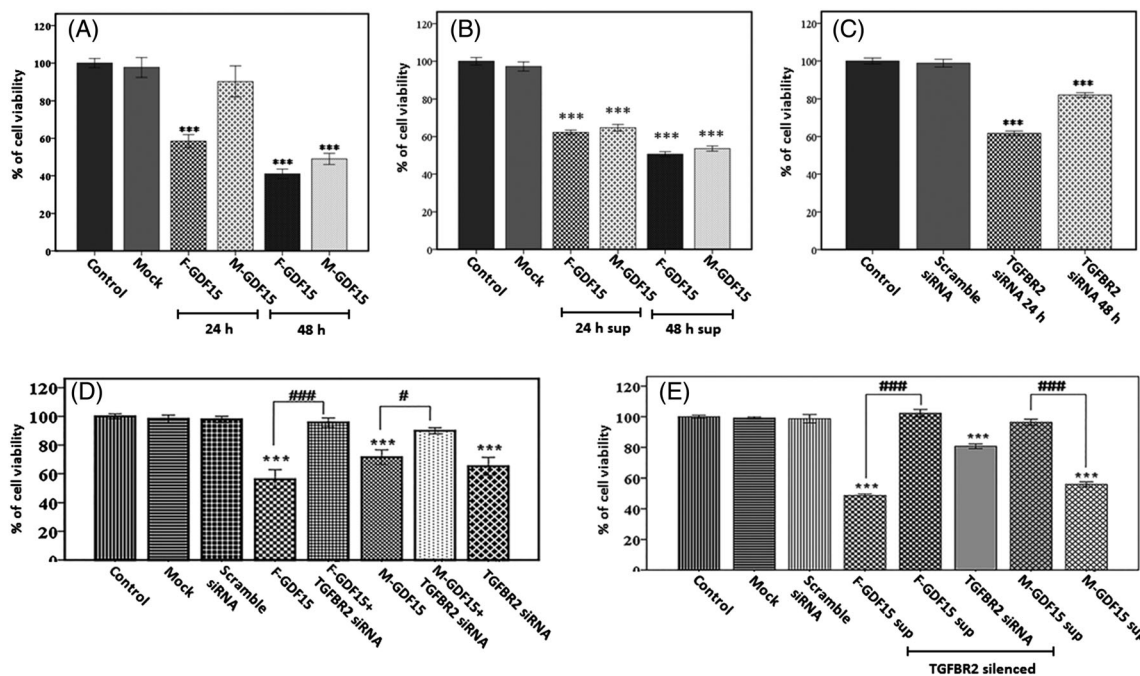 (A)
% of cell viability
120
100
80
60
40
20
0
***
***
***
Control
Mock
F-GDF15
M-GDF15
F-GDF15
M-GDF15
24 h
48 h
(B)
% of cell viability
120
100
80
60
40
20
0
***
***
***
***
Control
Mock
F-GDF15
M-GDF15
F-GDF15
M-GDF15
24h sup
48h sup
(C)
% of cell viability
120
100
80
60
40
20
0
***
***
Control
Scramble
siRNA
TGFBR2
siRNA 24 h
TGFBR2
siRNA 48 h
(D)
% of cell viability
120
100
80
60
40
20
0
###
#
***
***
***
Control
Mock
Scramble
siRNA
F-GDF15
F-GDF15+
TGFBR2 siRNA
M-GDF15
M-GDF15+
TGFBR2 siRNA
TGFBR2 siRNA
(E)
% of cell viability
120
100
80
60
40
20
0
###
###
***
***
***
Control
Mock
Scramble
siRNA
F-GDF15 sup
F-GDF15 sup
TGFBR2 siRNA
M-GDF15 sup
M-GDF15 sup
TGFBR2 silenced